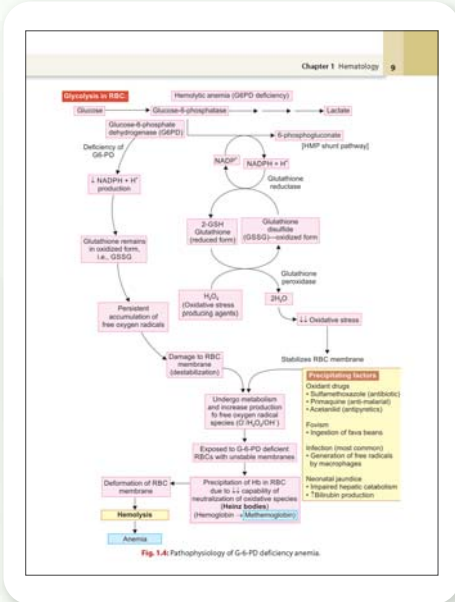 Chapter 1 Hematology 9
Glycolysis in RBC:
Hemolytic anemia (G6PD deficiency)
Glucose
Glucose-6-phosphatase
Lactate
Glucose-6-phosphate
dehydrogenase (G6PD)
6-phosphogluconate
[HMP shunt pathway]
Deficiency of
G6-PD
NADP⁺
NADPH + H⁺
Glutathione
reductase
↓ NADPH + H⁺
production
2-GSH
Glutathione
(reduced form)
Glutathione
disulfide
(GSSG)—oxidized form
Glutathione remains
in oxidized form,
i.e., GSSG
Glutathione
peroxidase
H₂O₂
(Oxidative stress
producing agents)
2H₂O
↓↓ Oxidative stress
Persistent
accumulation of
free oxygen radicals
Stabilizes RBC membrane
Damage to RBC
membrane
(destabilization)
Precipitating factors
Oxidant drugs
• Sulfamethoxazole (antibiotic)
• Primaquine (anti-malarial)
• Acetanilid (antipyretics)
Fovism
• Ingestion of fava beans
Infection (most common)
• Generation of free radicals
by macrophages
Neonatal jaundice
• Impaired hepatic catabolism
• ↑Bilirubin production
Undergo metabolism
and increase production
fo free oxygen radical
species
Exposed to G-6-PD deficient
RBCs with unstable membranes
Precipitation of Hb in RBC
due to ↓↓ capability of
neutralization of oxidative species
(Heinz bodies)
(Hemoglobin → Methemoglobin)
Deformation of RBC
membrane
Hemolysis
Anemia
Fig. 1.4: Pathophysiology of G-6-PD deficiency anemia.